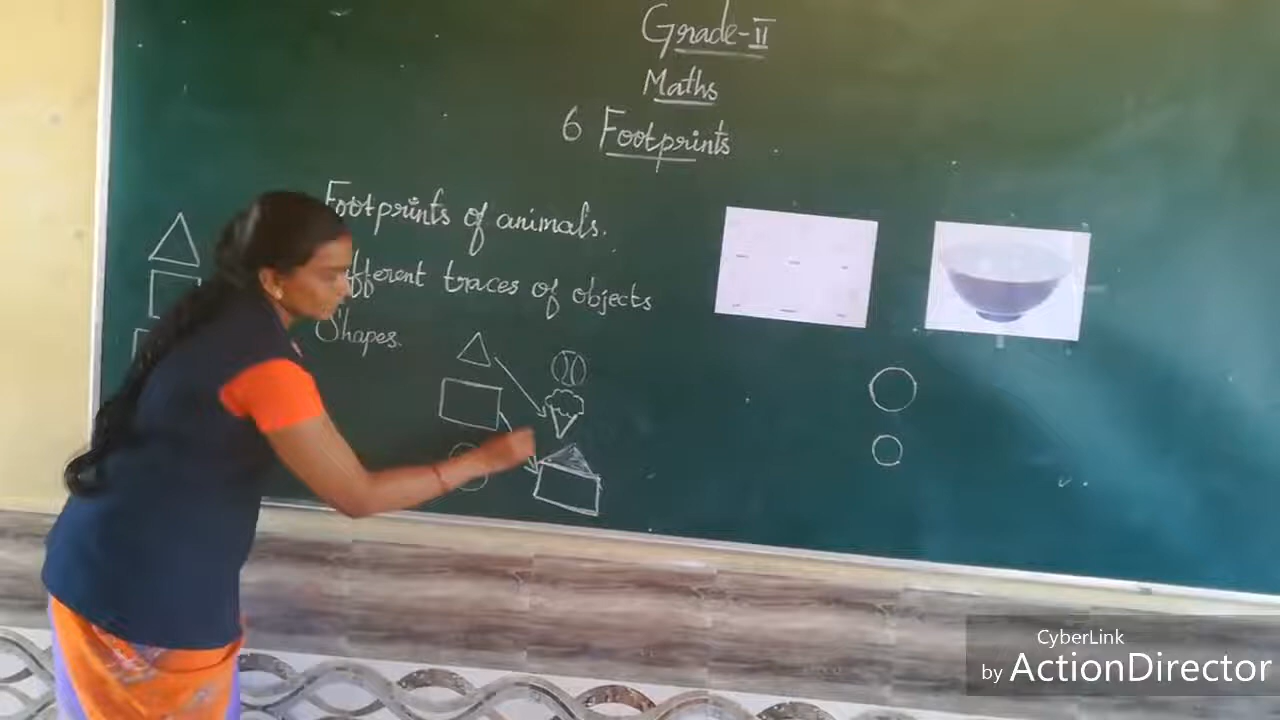 Grade-II
Maths
6 Footprints
Footprints of animals.
fferent traces of objects
Shapes.
CyberLink
by ActionDirector